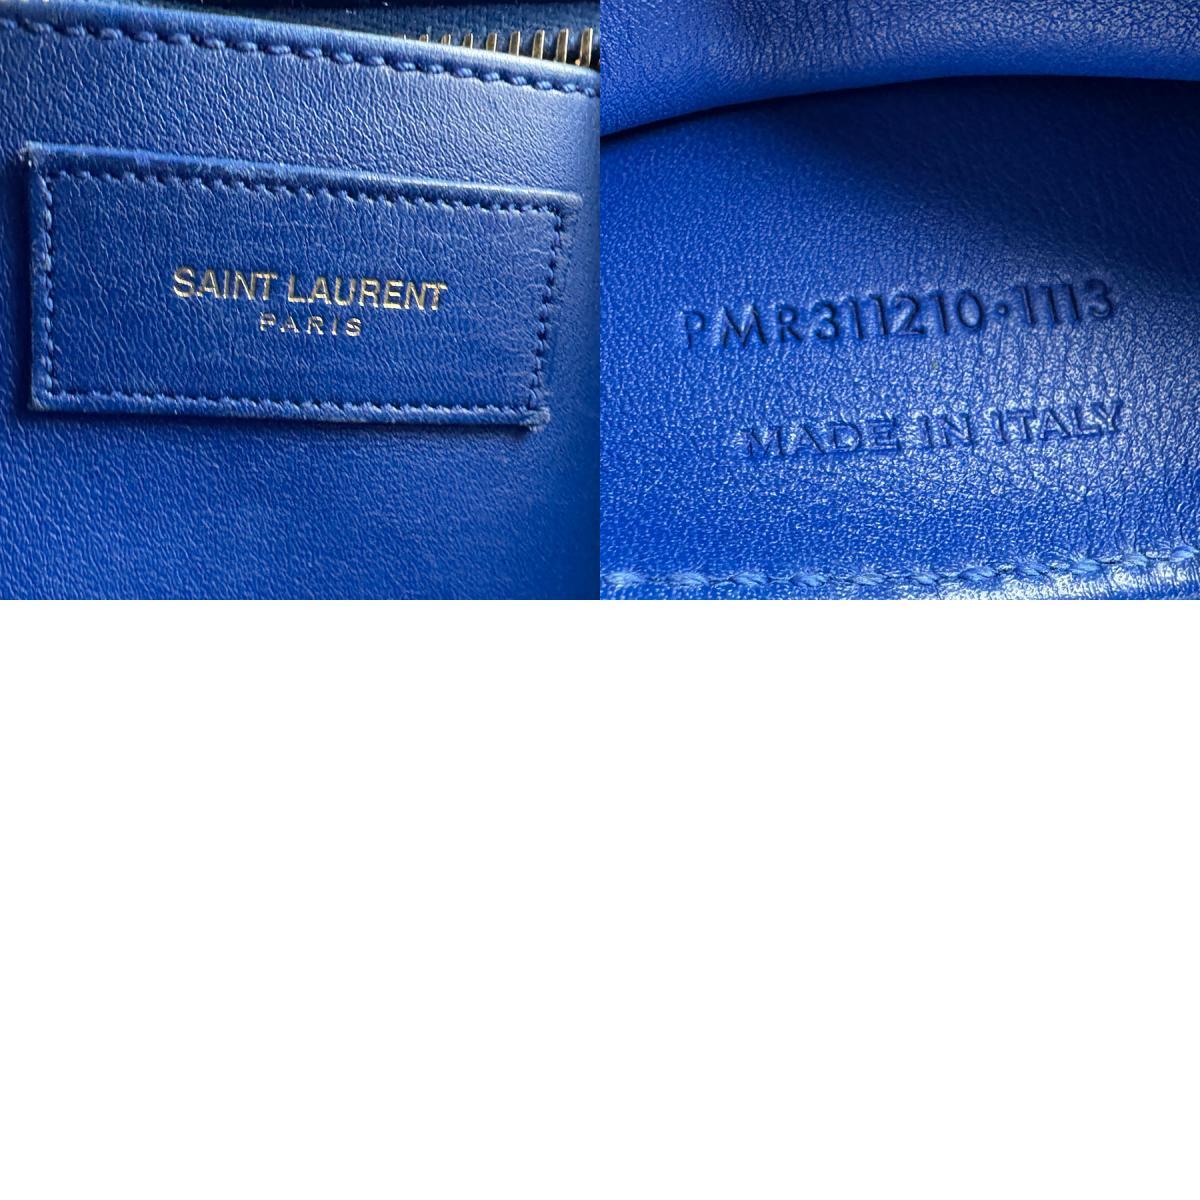 SAINT LAURENT
PARIS
PMR311210·1113
MADE IN ITALY